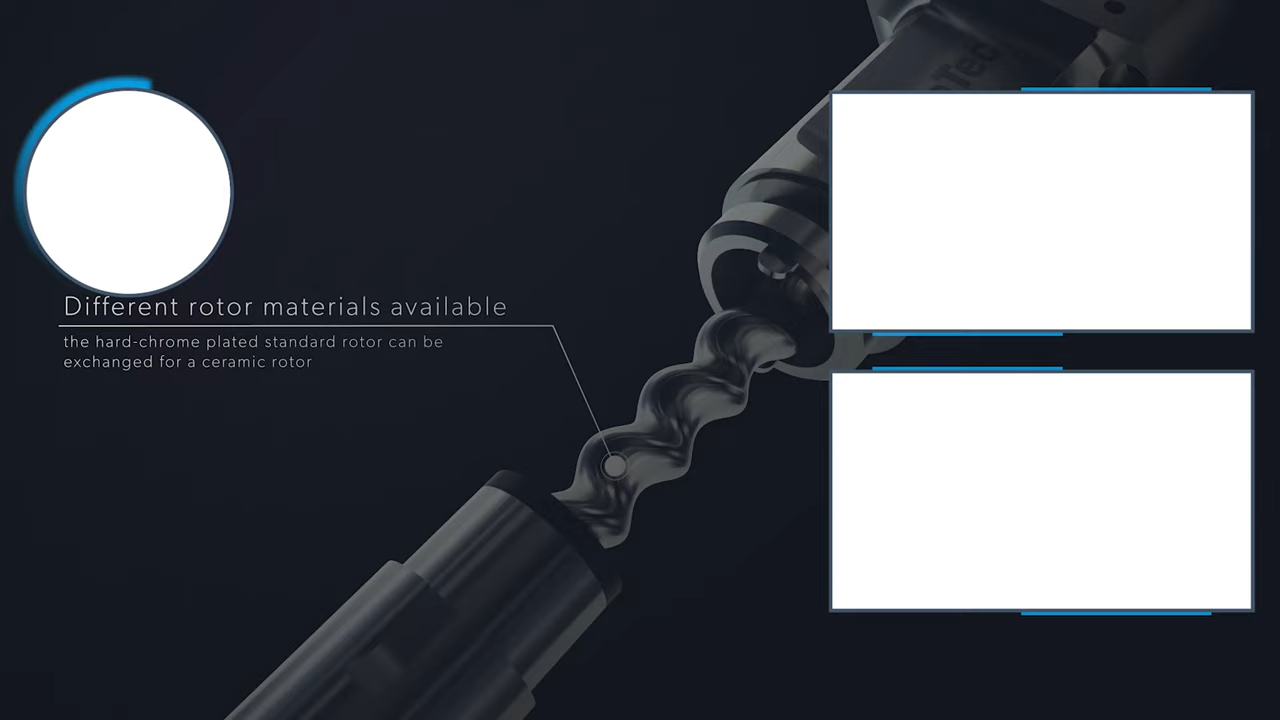 Different rotor materials available
the hard-chrome plated standard rotor can be
exchanged for a ceramic rotor